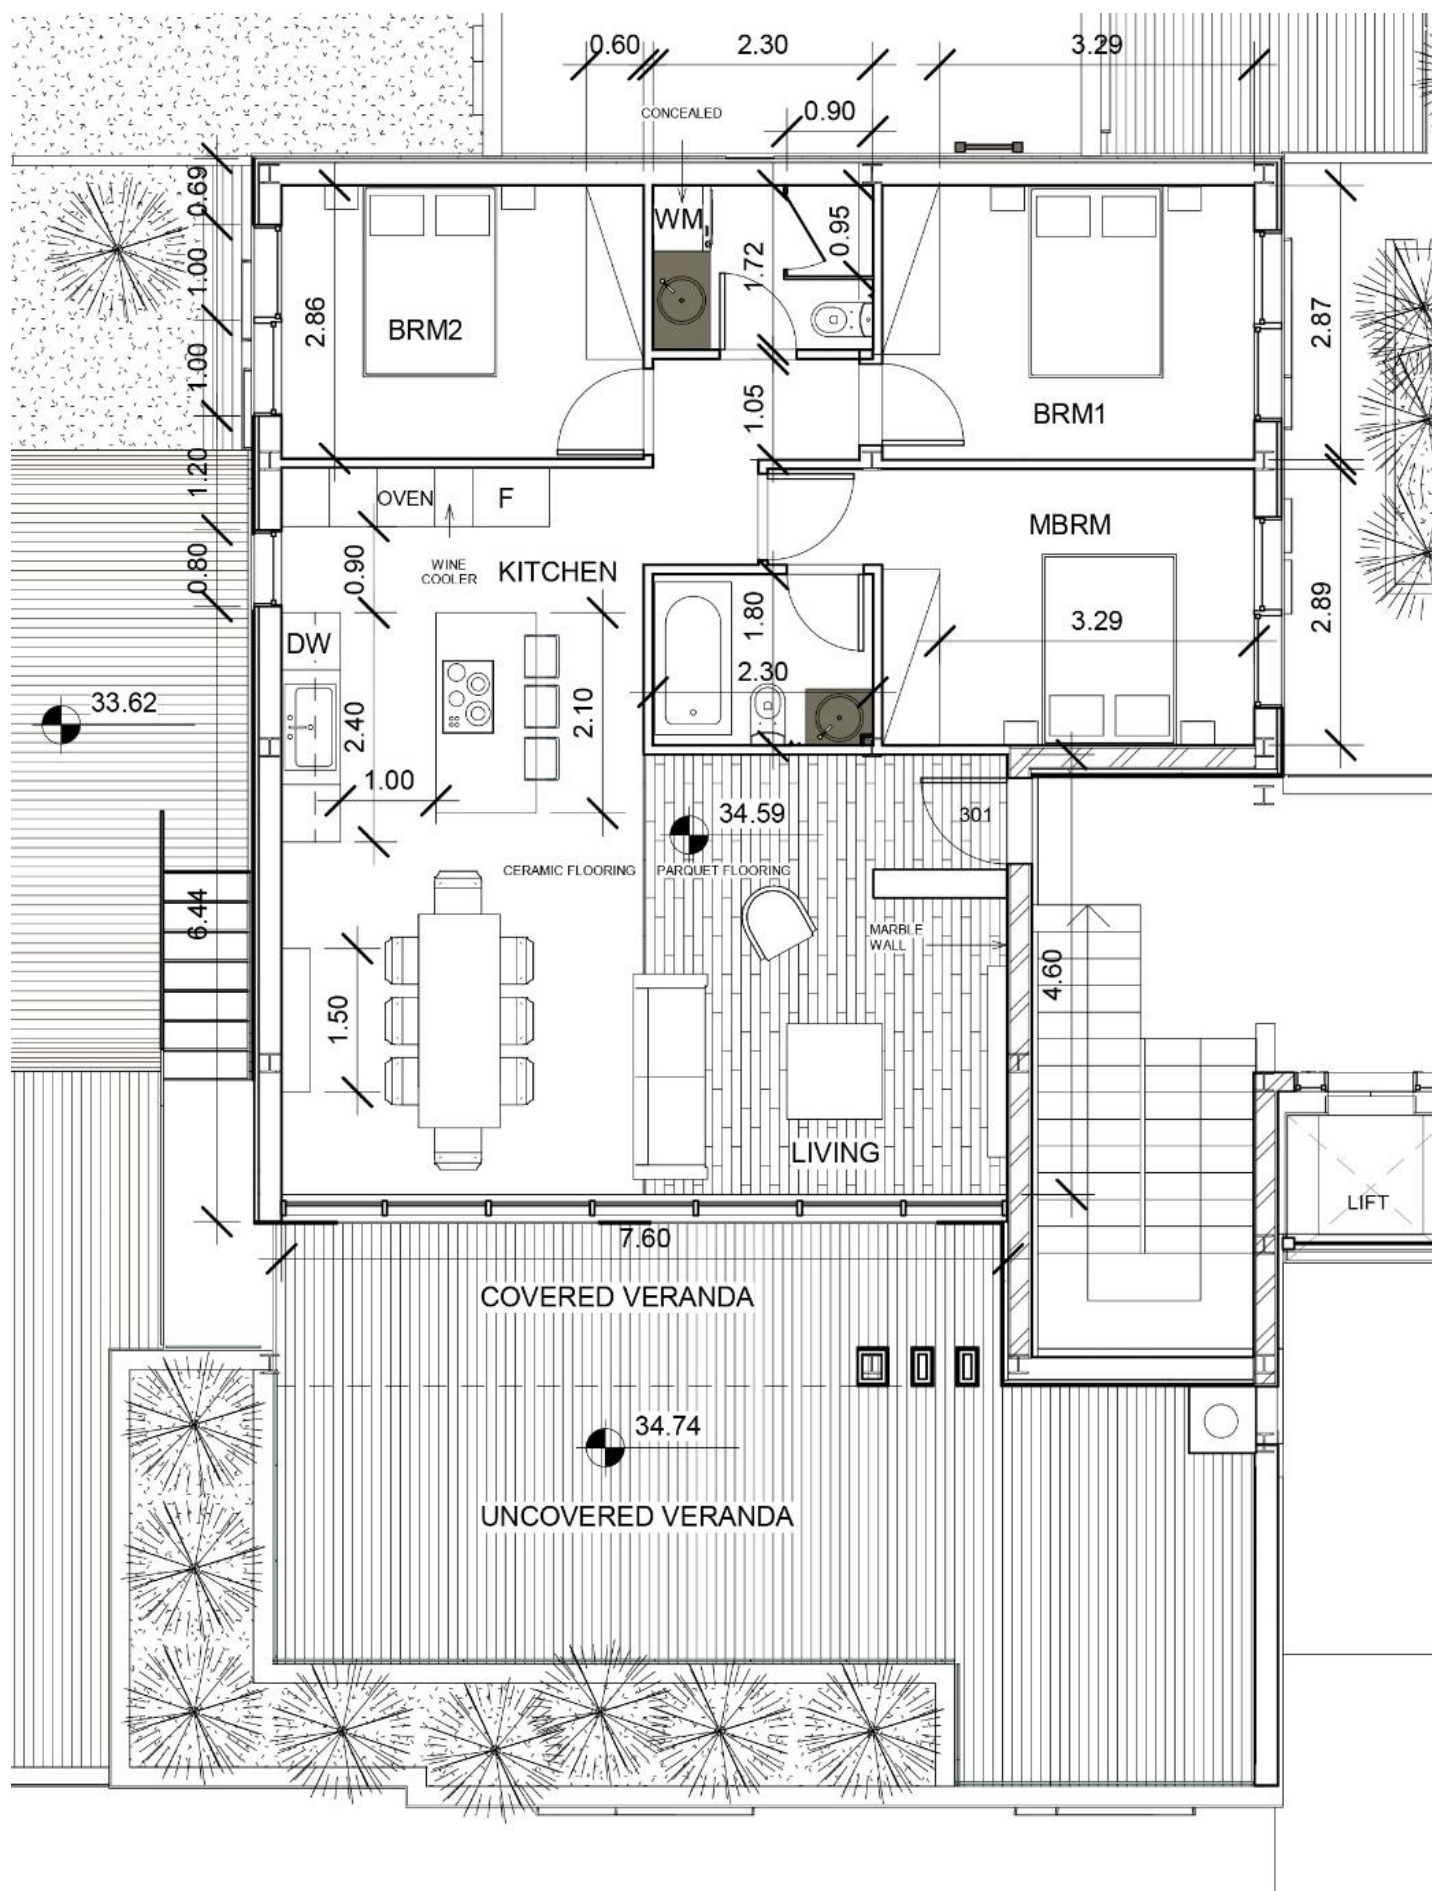 0.60
2.30
3.29
CONCEALED
0.90
0.69
WM
0.95
1.72
1.00
2.86
BRM2
2.87
1.00
1.05
BRM1
1.20
OVEN
F
MBRM
0.80
0.90
WINE
COOLER
KITCHEN
1.80
3.29
2.89
DW
2.30
33.62
2.40
2.10
1.00
34.59
301
CERAMIC FLOORING
PARQUET FLOORING
6.44
MARBLE
WALL
4.60
1.50
LIVING
LIFT
7.60
COVERED VERANDA
34.74
UNCOVERED VERANDA